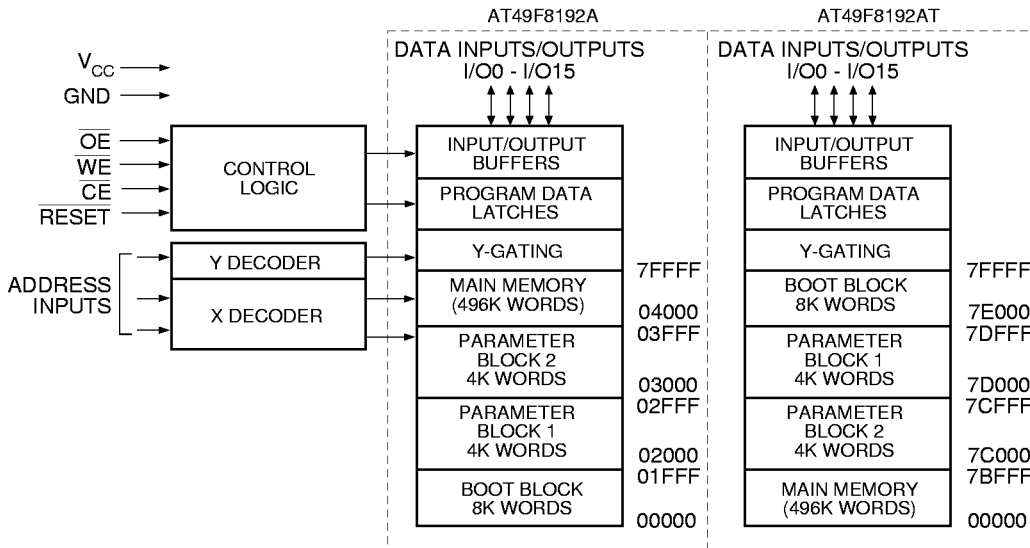 AT49F8192A
AT49F8192AT
DATA INPUTS/OUTPUTS
I/O0 - I/O15
DATA INPUTS/OUTPUTS
I/O0 - I/O15
VCC
GND
OE
WE
CE
RESET
CONTROL
LOGIC
ADDRESS
INPUTS
Y DECODER
X DECODER
INPUT/OUTPUT
BUFFERS
PROGRAM DATA
LATCHES
Y-GATING
7FFFF
MAIN MEMORY
(496K WORDS)
04000
03FFF
PARAMETER
BLOCK 2
4K WORDS
03000
02FFF
PARAMETER
BLOCK 1
4K WORDS
02000
01FFF
BOOT BLOCK
8K WORDS
00000
INPUT/OUTPUT
BUFFERS
PROGRAM DATA
LATCHES
Y-GATING
7FFFF
BOOT BLOCK
8K WORDS
7E000
7DFFF
PARAMETER
BLOCK 1
4K WORDS
7D000
7CFFF
PARAMETER
BLOCK 2
4K WORDS
7C000
7BFFF
MAIN MEMORY
(496K WORDS)
00000